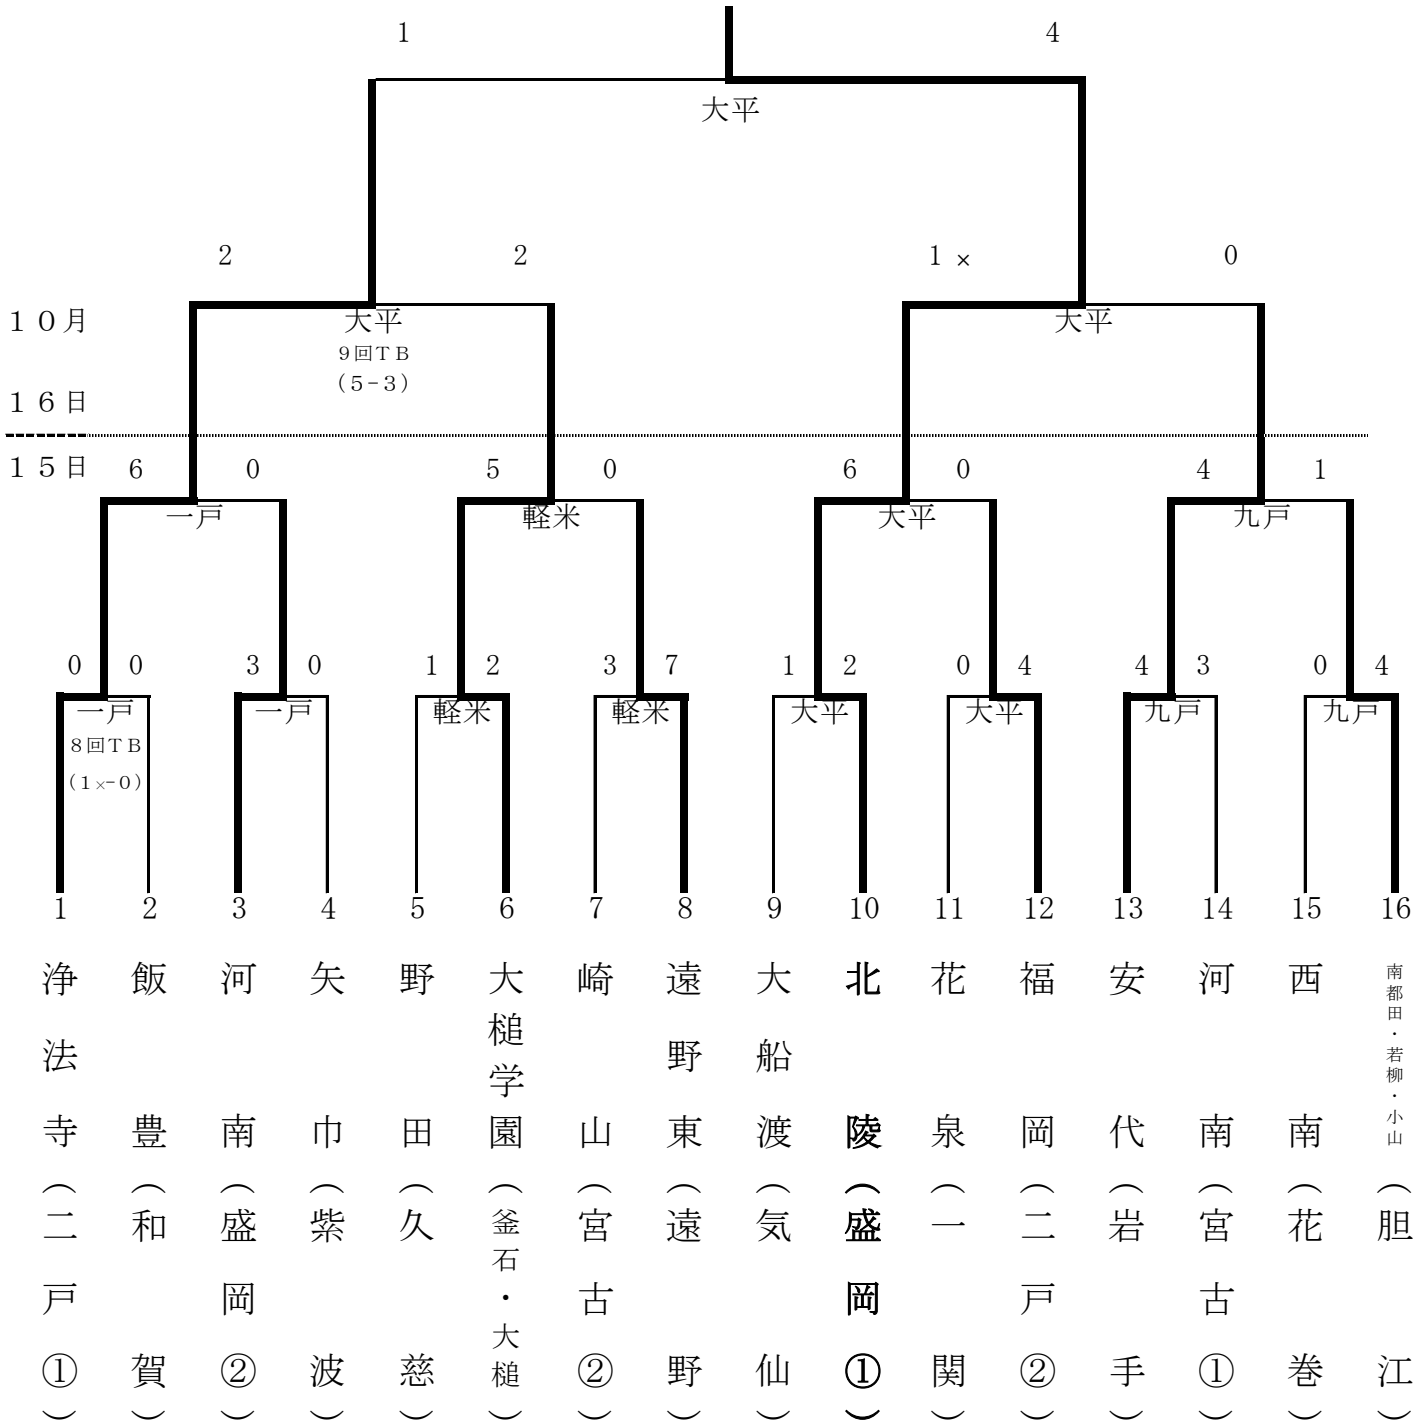 1 4
大平
2 2 1× 0
10月 大平 大平
9回TB
(5-3)
16日
15日 6 0 5 0 6 0 4 1
一戸 軽米 大平 九戸
0 0 3 0 1 2 3 7 1 2 0 4 4 3 0 4
一戸 一戸 軽米 軽米 大平 大平 九戸 九戸
8回TB
(1×-0)
1 2 3 4 5 6 7 8 9 10 11 12 13 14 15 16
浄法寺(二戸①)
飯豊(和賀)
河南(盛岡②)
矢巾(紫波)
野田(久慈)
大槌学園(釜石・大槌)
崎山(宮古②)
遠野東(遠野)
大船渡(気仙)
北陵(盛岡①)
花泉(一関)
福岡(二戸②)
安代(岩手)
河南(宮古①)
西南(花巻)
南都田・若柳・小山(胆江)